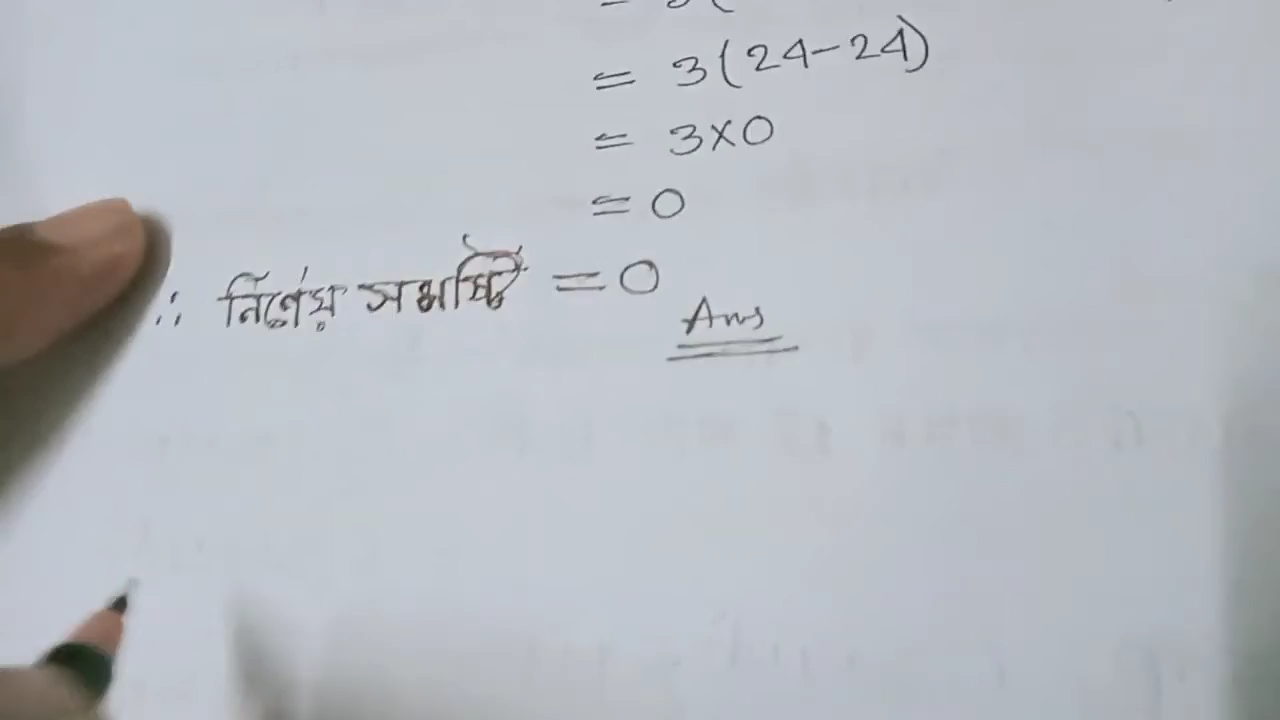 = 3(24-24)
= 3×0
= 0
∴ নির্ণেয় সমষ্টি = 0
Ans